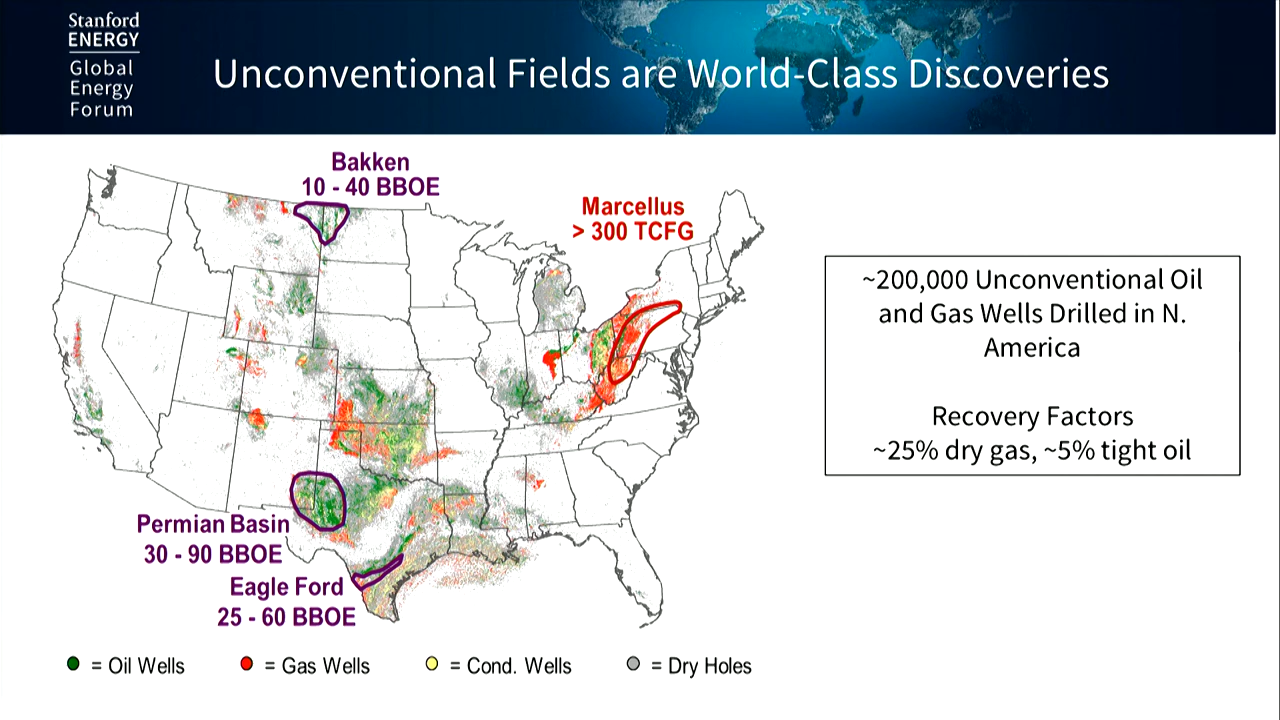 Stanford
ENERGY
Global
Energy
Forum
Unconventional Fields are World-Class Discoveries
Bakken
10 - 40 BBOE
Marcellus
> 300 TCFG
Permian Basin
30 - 90 BBOE
Eagle Ford
25 - 60 BBOE
= Oil Wells
= Gas Wells
= Cond. Wells
= Dry Holes
~200,000 Unconventional Oil
and Gas Wells Drilled in N.
America
Recovery Factors
~25% dry gas, ~5% tight oil